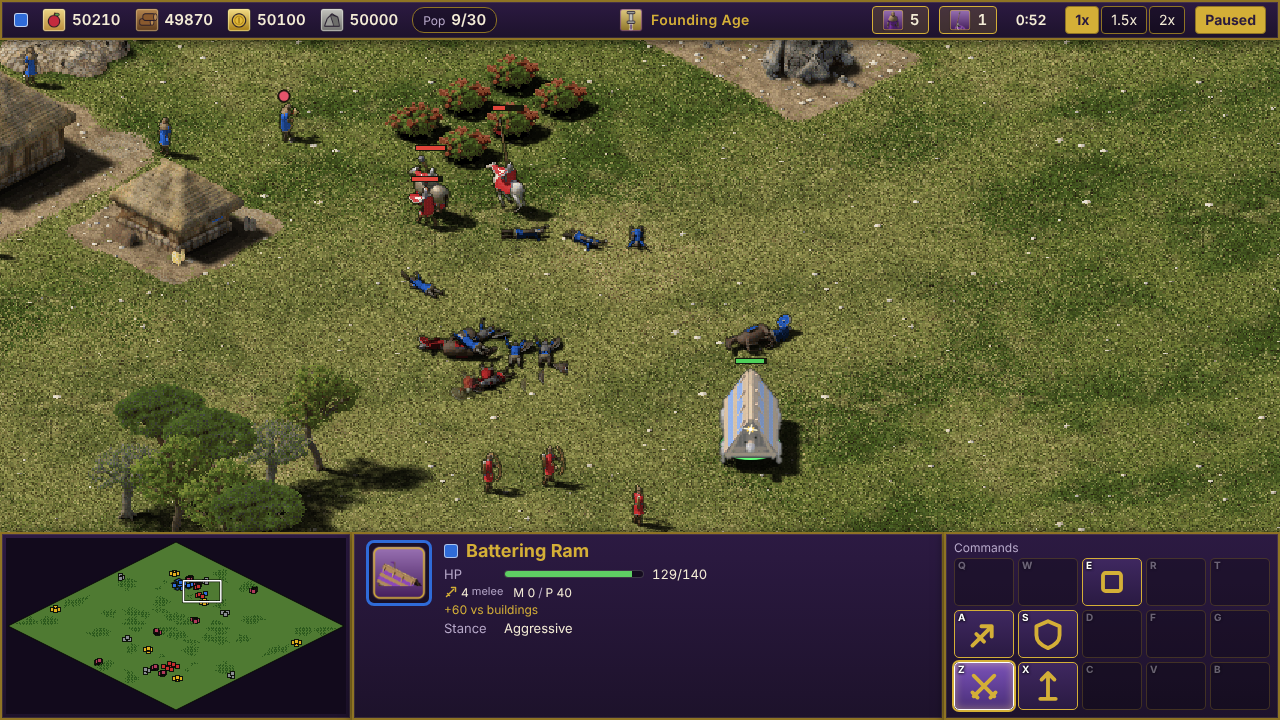 50210 49870 50100 50000 Pop 9/30 Founding Age 5 1 0:52 1x 1.5x 2x Paused
Battering Ram
HP 129/140
4 melee M 0 / P 40
+60 vs buildings
Stance Aggressive
Commands
Q W E R T
A S D F G
Z X C V B